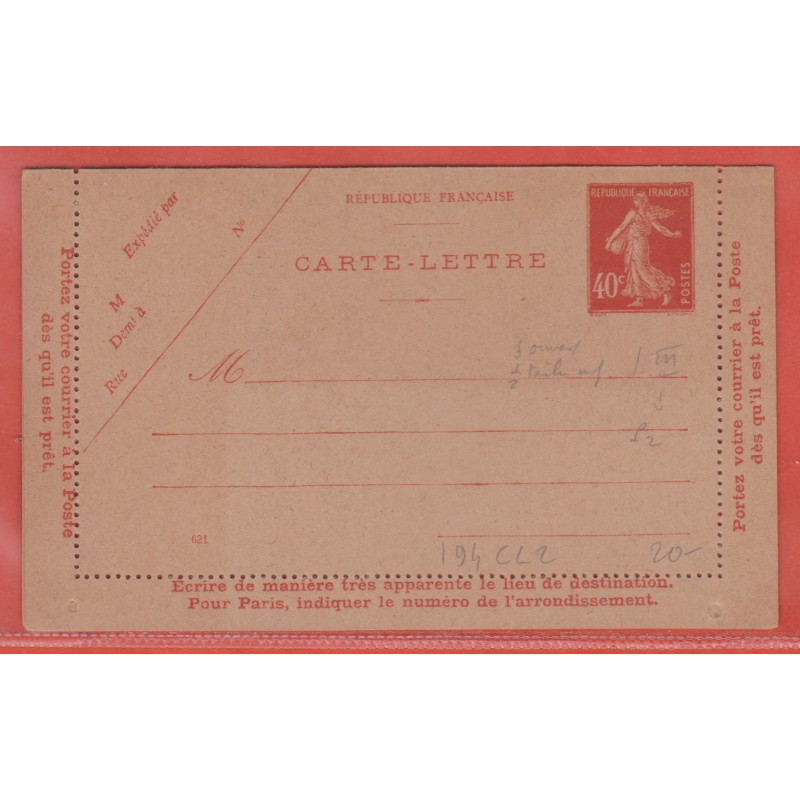 RÉPUBLIQUE FRANÇAISE
CARTE-LETTRE
Expédié par
M
Demt à
Rue
No
REPUBLIQUE FRANÇAISE
40c
POSTES
M
621
194 CL2
20-
Portez votre courrier à la Poste
dès qu'il est prêt.
Portez votre courrier à la Poste
dès qu'il est prêt.
Ecrire de manière très apparente le lieu de destination.
Pour Paris, indiquer le numéro de l'arrondissement.